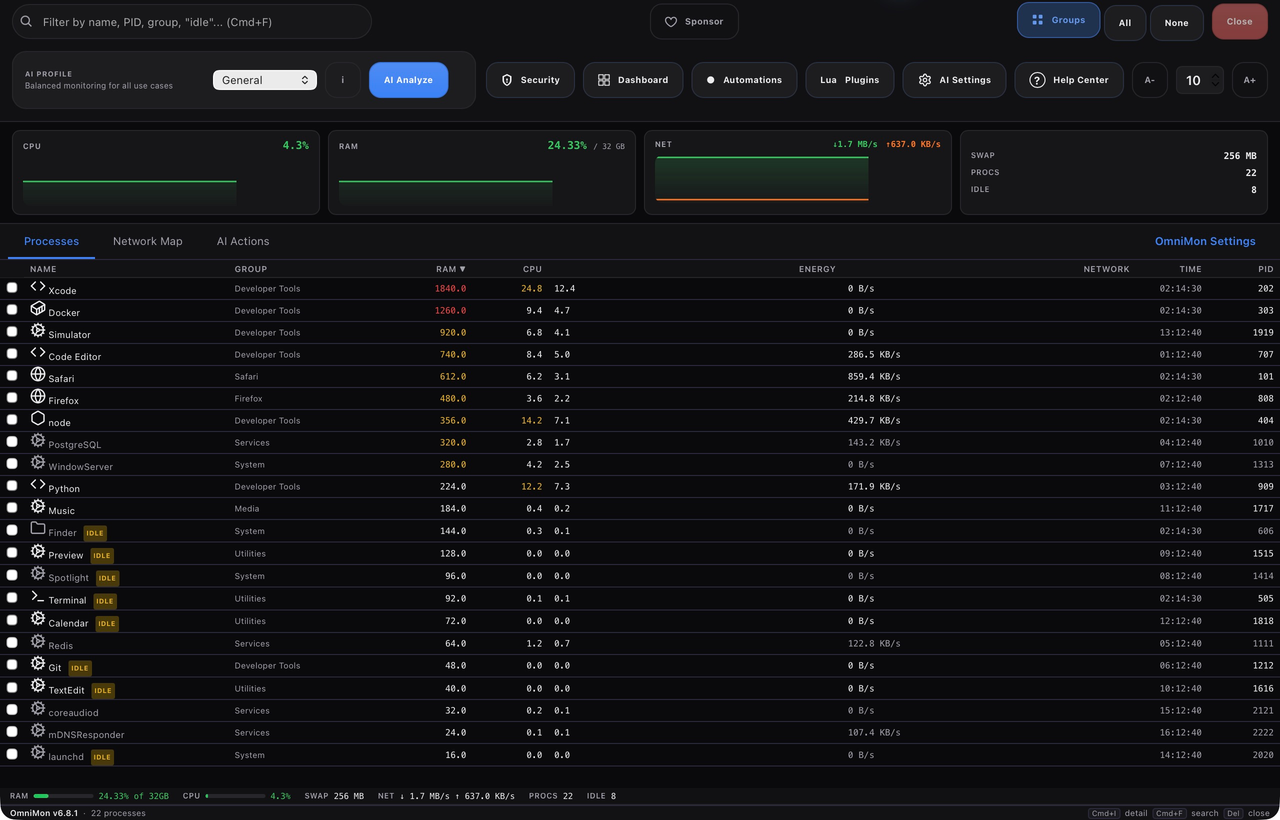 Filter by name, PID, group, "idle"... (Cmd+F)
Sponsor
Groups
All
None
Close
AI PROFILE
Balanced monitoring for all use cases
General
i
AI Analyze
Security
Dashboard
Automations
Lua Plugins
AI Settings
Help Center
A-
10
A+
CPU 4.3%
RAM 24.33% / 32 GB
NET ↓1.7 MB/s ↑637.0 KB/s
SWAP 256 MB
PROCS 22
IDLE 8
Processes Network Map AI Actions OmniMon Settings
NAME GROUP RAM ▼ CPU ENERGY NETWORK TIME PID
Xcode Developer Tools 1840.0 24.8 12.4 0 B/s 02:14:30 202
Docker Developer Tools 1260.0 9.4 4.7 0 B/s 02:14:30 303
Simulator Developer Tools 920.0 6.8 4.1 0 B/s 13:12:40 1919
Code Editor Developer Tools 740.0 8.4 5.0 286.5 KB/s 01:12:40 707
Safari Safari 612.0 6.2 3.1 859.4 KB/s 02:14:30 101
Firefox Firefox 480.0 3.6 2.2 214.8 KB/s 02:12:40 808
node Developer Tools 356.0 14.2 7.1 429.7 KB/s 02:14:30 404
PostgreSQL Services 320.0 2.8 1.7 143.2 KB/s 04:12:40 1010
WindowServer System 280.0 4.2 2.5 0 B/s 07:12:40 1313
Python Developer Tools 224.0 12.2 7.3 171.9 KB/s 03:12:40 909
Music Media 184.0 0.4 0.2 0 B/s 11:12:40 1717
Finder IDLE System 144.0 0.3 0.1 0 B/s 02:14:30 606
Preview IDLE Utilities 128.0 0.0 0.0 0 B/s 09:12:40 1515
Spotlight IDLE System 96.0 0.0 0.0 0 B/s 08:12:40 1414
Terminal IDLE Utilities 92.0 0.1 0.1 0 B/s 02:14:30 505
Calendar IDLE Utilities 72.0 0.0 0.0 0 B/s 12:12:40 1818
Redis Services 64.0 1.2 0.7 122.8 KB/s 05:12:40 1111
Git IDLE Developer Tools 48.0 0.0 0.0 0 B/s 06:12:40 1212
TextEdit IDLE Utilities 40.0 0.0 0.0 0 B/s 10:12:40 1616
coreaudiod Services 32.0 0.2 0.1 0 B/s 15:12:40 2121
mDNSResponder Services 24.0 0.1 0.1 107.4 KB/s 16:12:40 2222
launchd IDLE System 16.0 0.0 0.0 0 B/s 14:12:40 2020
RAM 24.33% of 32GB CPU 4.3% SWAP 256 MB NET ↓ 1.7 MB/s ↑ 637.0 KB/s PROCS 22 IDLE 8
OmniMon v6.8.1 · 22 processes Cmd+I detail Cmd+F search Del close